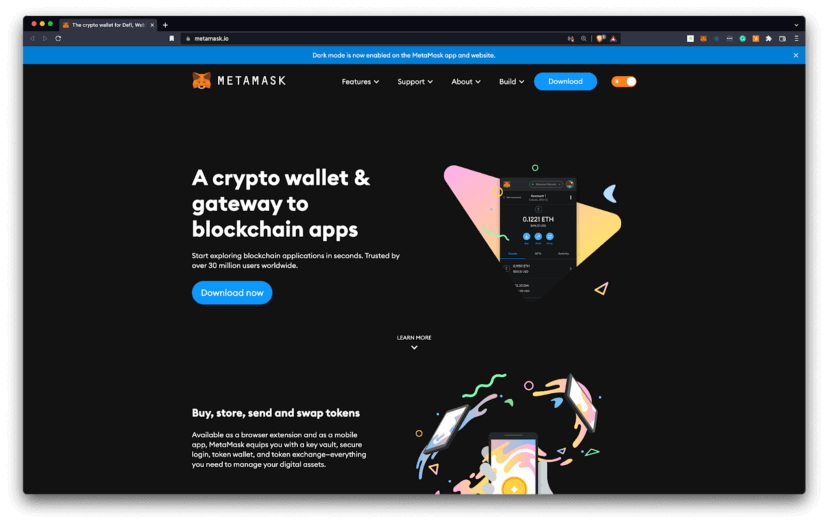 The crypto wallet for Defi, Web
metamask.io
Dark mode is now enabled on the MetaMask app and website.
METAMASK
Features
Support
About
Build
Download
A crypto wallet &
gateway to
blockchain apps
Start exploring blockchain applications in seconds. Trusted by
over 30 million users worldwide.
Download now
0.1221 ETH
LEARN MORE
Buy, store, send and swap tokens
Available as a browser extension and as a mobile
app, MetaMask equips you with a key vault, secure
login, token wallet, and token exchange—everything
you need to manage your digital assets.